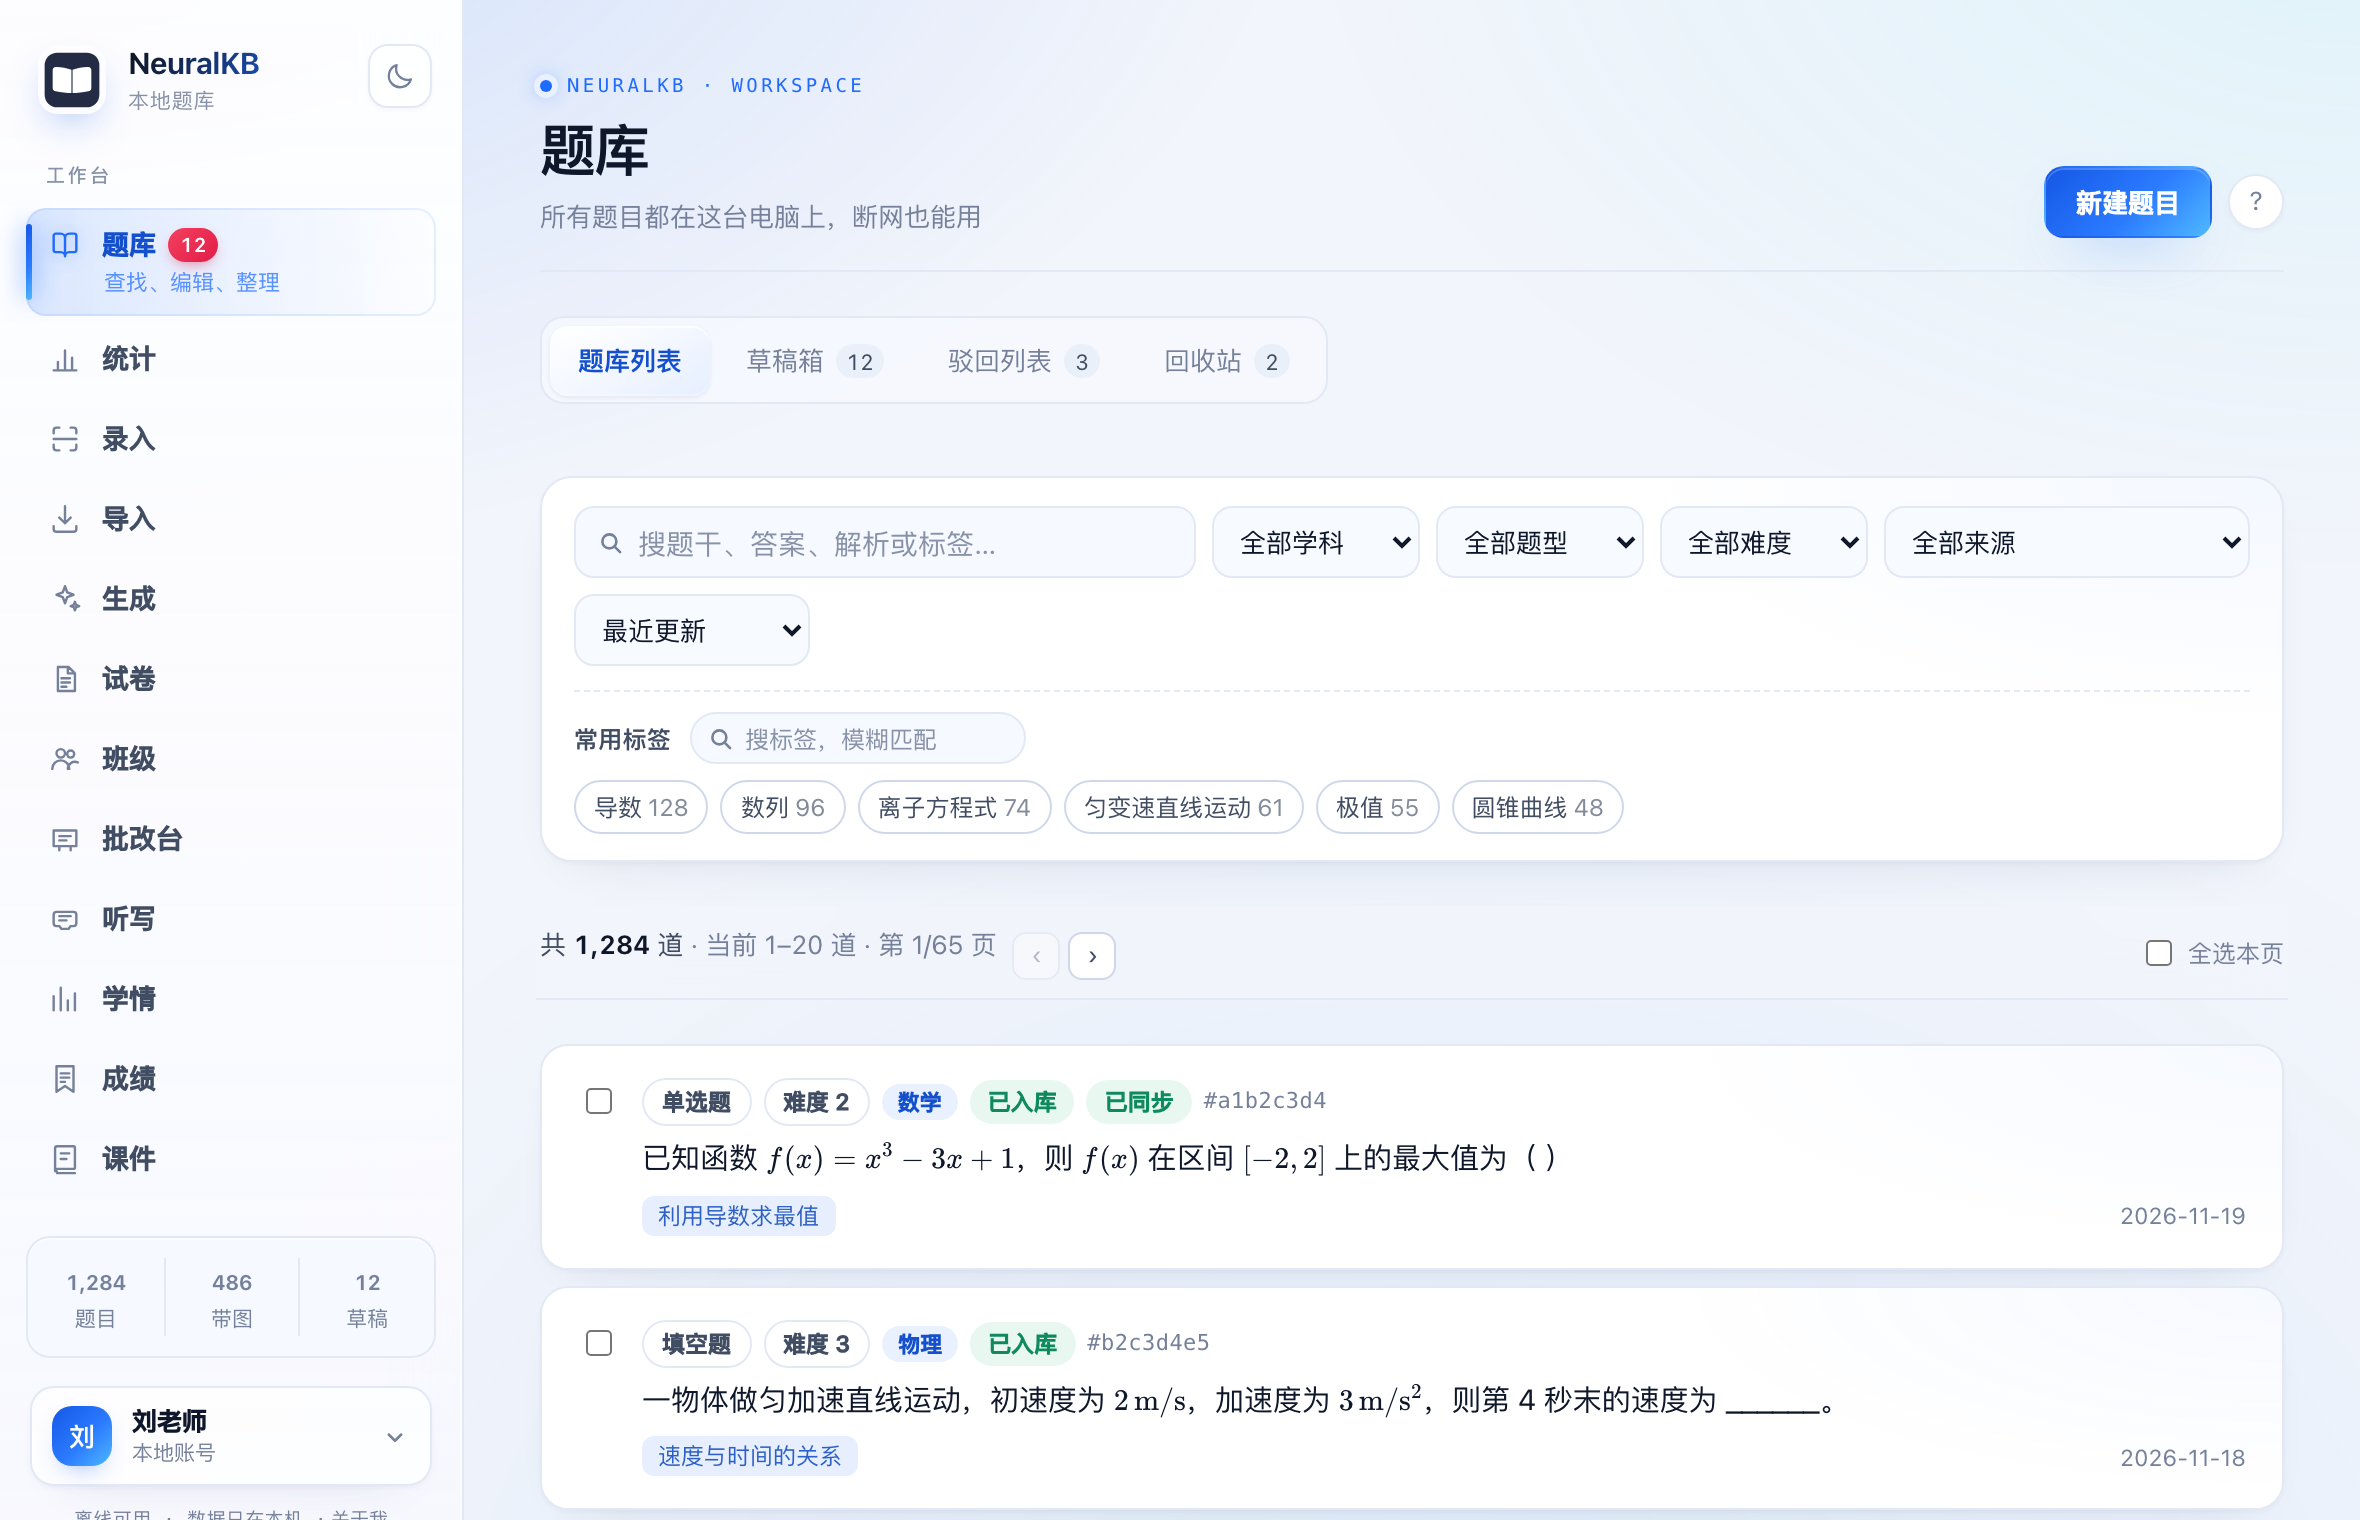 NeuralKB
本地题库
工作台
题库 12
查找、编辑、整理
统计
录入
导入
生成
试卷
班级
批改台
听写
学情
成绩
课件
1,284 486 12
题目 带图 草稿
刘 刘老师
本地账号
离线可用 · 数据只在本机 · 关于我
NEURALKB · WORKSPACE
题库
所有题目都在这台电脑上，断网也能用
新建题目 ?
题库列表 草稿箱 12 驳回列表 3 回收站 2
搜题干、答案、解析或标签... 全部学科 全部题型 全部难度 全部来源
最近更新
常用标签 搜标签，模糊匹配
导数 128 数列 96 离子方程式 74 匀变速直线运动 61 极值 55 圆锥曲线 48
共 1,284 道 · 当前 1–20 道 · 第 1/65 页 ‹ › 全选本页
单选题 难度 2 数学 已入库 已同步 #a1b2c3d4
已知函数 f(x) = x³ − 3x + 1，则 f(x) 在区间 [−2, 2] 上的最大值为（）
利用导数求最值 2026-11-19
填空题 难度 3 物理 已入库 #b2c3d4e5
一物体做匀加速直线运动，初速度为 2 m/s，加速度为 3 m/s²，则第 4 秒末的速度为 ______。
速度与时间的关系 2026-11-18